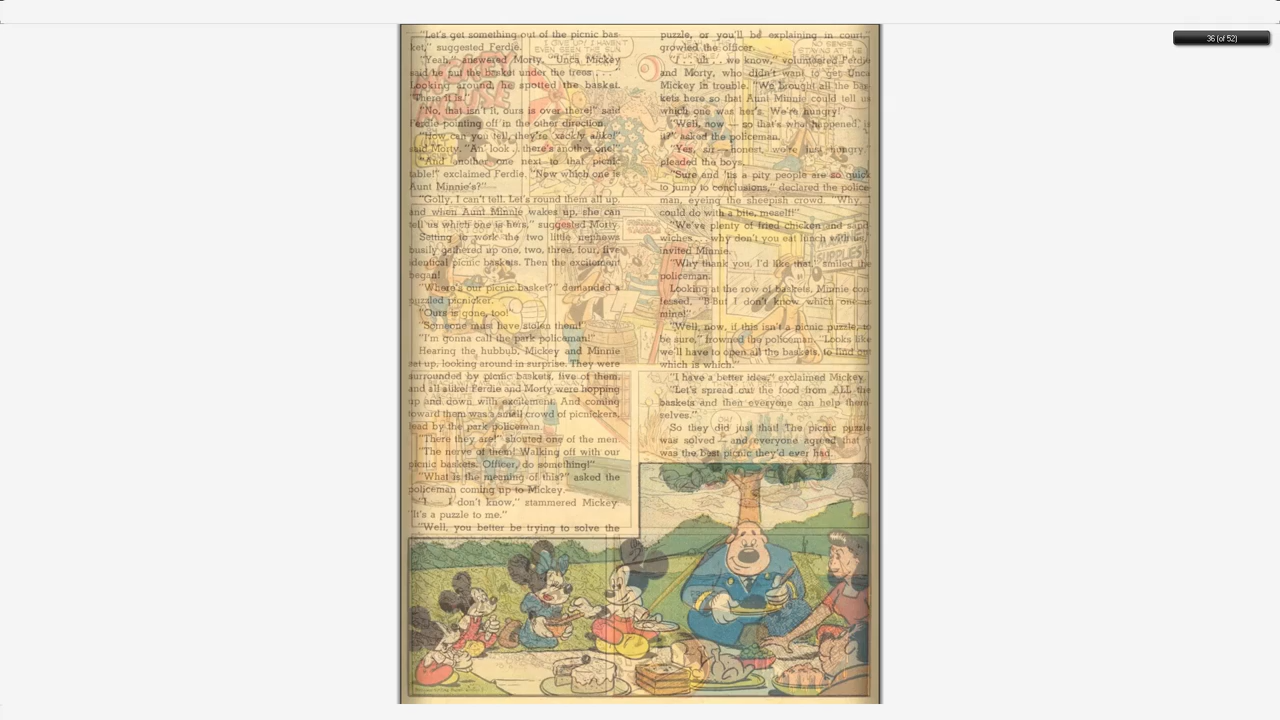 36 (of 52)
"Let's get something out of the picnic bas-
ket," suggested Ferdie.
"Yeah," answered Morty. "Unca Mickey
said he put the basket under the trees . . . "
Looking around, he spotted the basket.
"There it is!"
"No, that isn't it, ours is over there!" said
Ferdie pointing off in the other direction.
"How can you tell, they're 'xackly alike!"
said Morty. "An' look . . there's another one!"
"And another one next to that picnic
table!" exclaimed Ferdie. "Now which one is
Aunt Minnie's?"
"Golly, I can't tell. Let's round them all up,
and when Aunt Minnie wakes up, she can
tell us which one is hers," suggested Morty.
Setting to work the two little nephews
busily gathered up one, two, three, four, five
identical picnic baskets. Then the excitement
began!
"Where's our picnic basket?" demanded a
puzzled picnicker.
"Ours is gone, too!"
"Someone must have stolen them!"
"I'm gonna call the park policeman!"
Hearing the hubbub, Mickey and Minnie
sat up, looking around in surprise. They were
surrounded by picnic baskets, five of them,
and all alike! Ferdie and Morty were hopping
up and down with excitement. And coming
toward them was a small crowd of picnickers,
lead by the park policeman.
"There they are!" shouted one of the men.
"The nerve of them! Walking off with our
picnic baskets. Officer, do something!"
"What is the meaning of this?" asked the
policeman coming up to Mickey.
"I . . . I don't know," stammered Mickey.
"It's a puzzle to me."
"Well, you better be trying to solve the
puzzle, or you'll be explaining in court,"
growled the officer.
"I . . uh . . we know," volunteered Ferdie
and Morty, who didn't want to get Unca
Mickey in trouble. "We brought all the bas-
kets here so that Aunt Minnie could tell us
which one was her's. We're hungry!"
"Well, now — so that's what happened, is
it?" asked the policeman.
"Yes, sir — honest, we're just hungry,"
pleaded the boys.
"Sure and 'tis a pity people are so quick
to jump to conclusions," declared the police-
man, eyeing the sheepish crowd. "Why, I
could do with a bite, meself!"
"We've plenty of fried chicken and sand-
wiches . . why don't you eat lunch with us,"
invited Minnie.
"Why thank you, I'd like that," smiled the
policeman.
Looking at the row of baskets, Minnie con-
fessed, "B-But I don't know which one is
mine!"
"Well, now, if this isn't a picnic puzzle, to
be sure," frowned the policeman. "Looks like
we'll have to open all the baskets, to find out
which is which."
"I have a better idea," exclaimed Mickey.
"Let's spread out the food from ALL the
baskets and then everyone can help them-
selves."
So they did just that! The picnic puzzle
was solved — and everyone agreed that it
was the best picnic they'd ever had.
I GIVE UP! I HAVEN'T
EVEN SEEN THE SUN
NO SENSE
STAYING AT THE
SUPPLIES